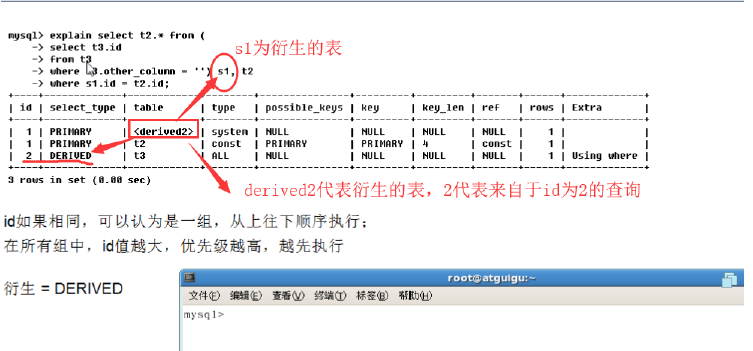 mysql> explain select t2.* from (
-> select t3.id
-> from t3
-> where t3.other_column = '') s1, t2
-> where s1.id = t2.id;
s1为衍生的表
| id | select_type | table | type | possible_keys | key | key_len | ref | rows | Extra |
| 1 | PRIMARY | <derived2> | system | NULL | NULL | NULL | NULL | 1 | |
| 1 | PRIMARY | t2 | const | PRIMARY | PRIMARY | 4 | const | 1 | |
| 2 | DERIVED | t3 | ALL | NULL | NULL | NULL | NULL | 1 | Using where |
3 rows in set (0.00 sec)
derived2代表衍生的表，2代表来自于id为2的查询
id如果相同，可以认为是一组，从上往下顺序执行；
在所有组中，id值越大，优先级越高，越先执行
衍生 = DERIVED
root@atguigu:~
文件(F) 编辑(E) 查看(V) 终端(T) 标签(B) 帮助(H)
mysql>